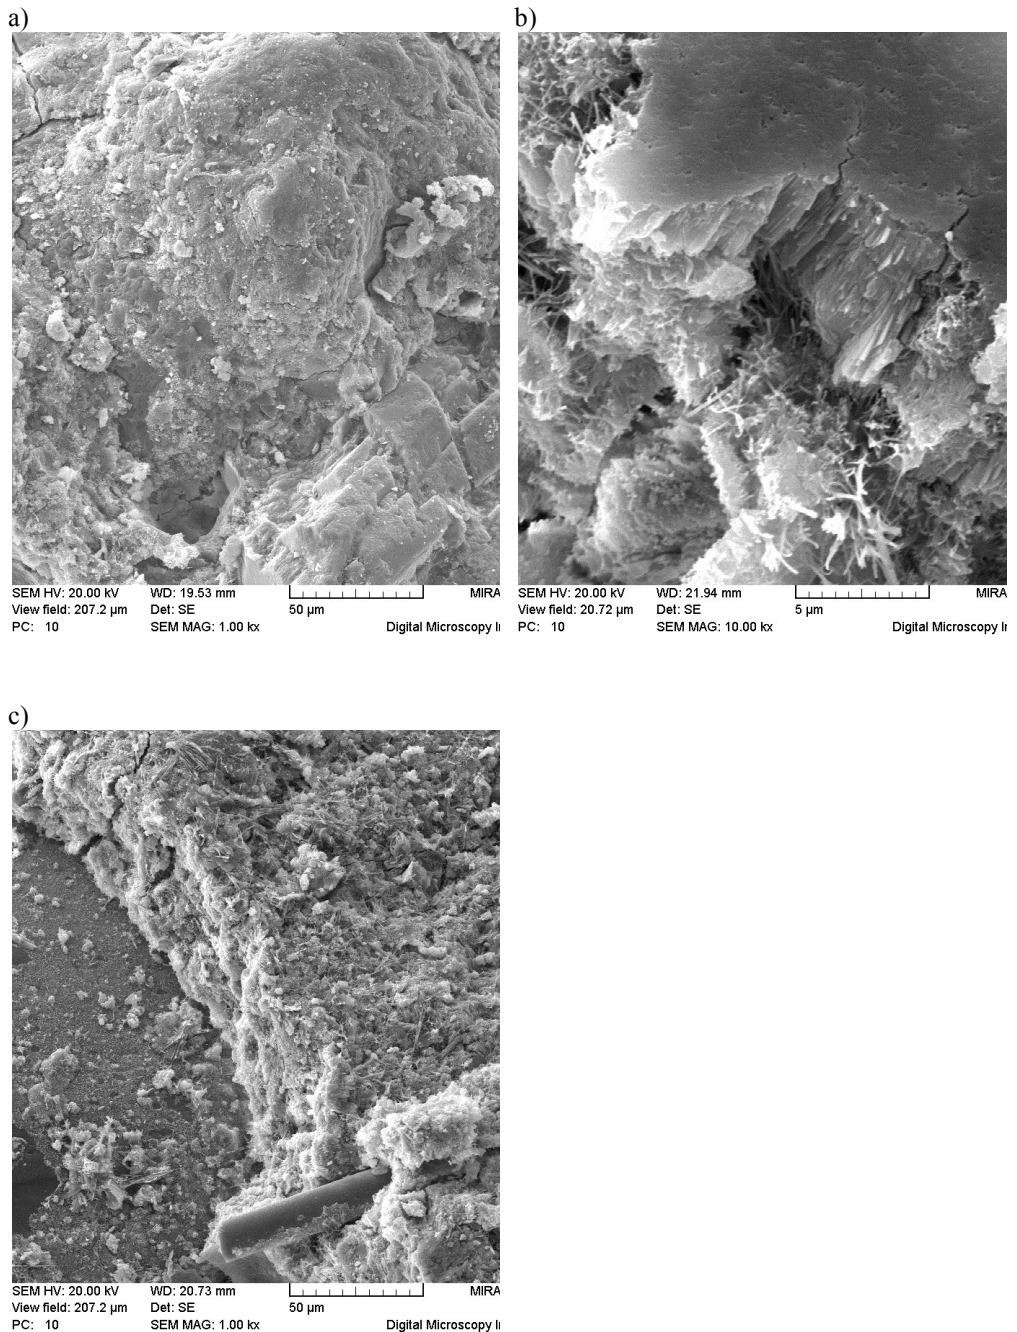 a)
b)
SEM HV: 20.00 kV WD: 19.53 mm MIRA
View field: 207.2 µm Det: SE 50 µm
PC: 10 SEM MAG: 1.00 kx Digital Microscopy
SEM HV: 20.00 kV WD: 21.94 mm MIRA
View field: 20.72 µm Det: SE 5 µm
PC: 10 SEM MAG: 10.00 kx Digital Microscopy
c)
SEM HV: 20.00 kV WD: 20.73 mm MIRA
View field: 207.2 µm Det: SE 50 µm
PC: 10 SEM MAG: 1.00 kx Digital Microscopy